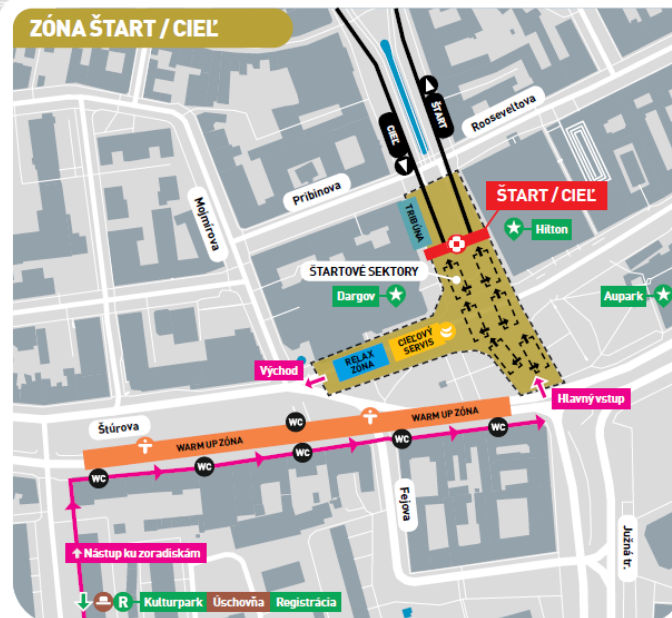 ZÓNA ŠTART / CIEĽ
ŠTART
CIEĽ
Rooseveltova
Pribinova
Mojmírova
ŠTART / CIEĽ
TRIBÚNA
Hilton
ŠTARTOVÉ SEKTORY
Dargov
Aupark
CIEĽOVÝ
SERVIS
RELAX
ZÓNA
Východ
Hlavný vstup
Štúrova
WARM UP ZÓNA
WARM UP ZÓNA
WC
WC
WC
WC
WC
WC
Fejova
Južná tr.
Nástup ku zoradiskám
R
Kulturpark
Úschovňa
Registrácia